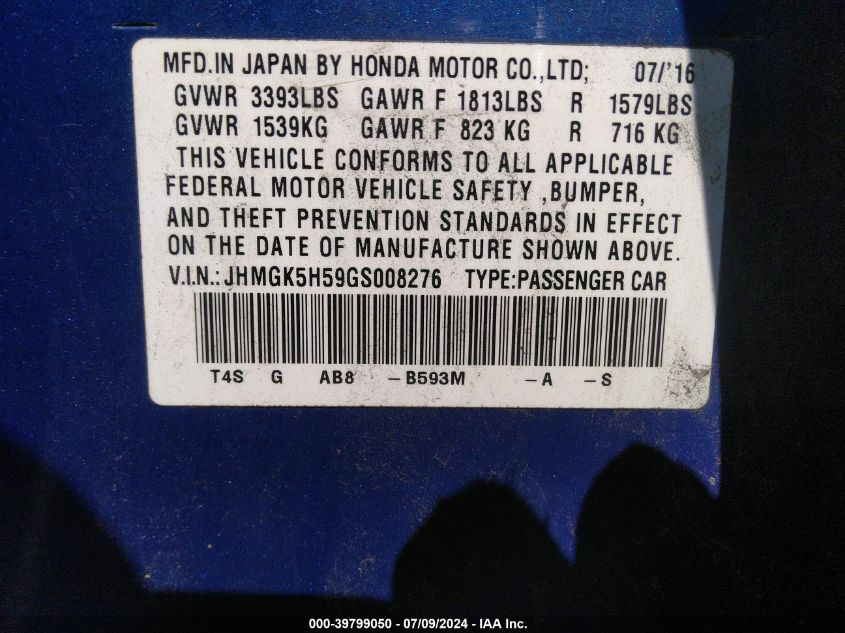 MFD.IN JAPAN BY HONDA MOTOR CO.,LTD; 07/'16
GVWR 3393LBS GAWR F 1813LBS R 1579LBS
GVWR 1539KG GAWR F 823 KG R 716 KG
THIS VEHICLE CONFORMS TO ALL APPLICABLE
FEDERAL MOTOR VEHICLE SAFETY ,BUMPER,
AND THEFT PREVENTION STANDARDS IN EFFECT
ON THE DATE OF MANUFACTURE SHOWN ABOVE.
V.I.N.: JHMGK5H59GS008276 TYPE:PASSENGER CAR
T4S G AB8 -B593M -A -S
000-39799050 - 07/09/2024 - IAA Inc.